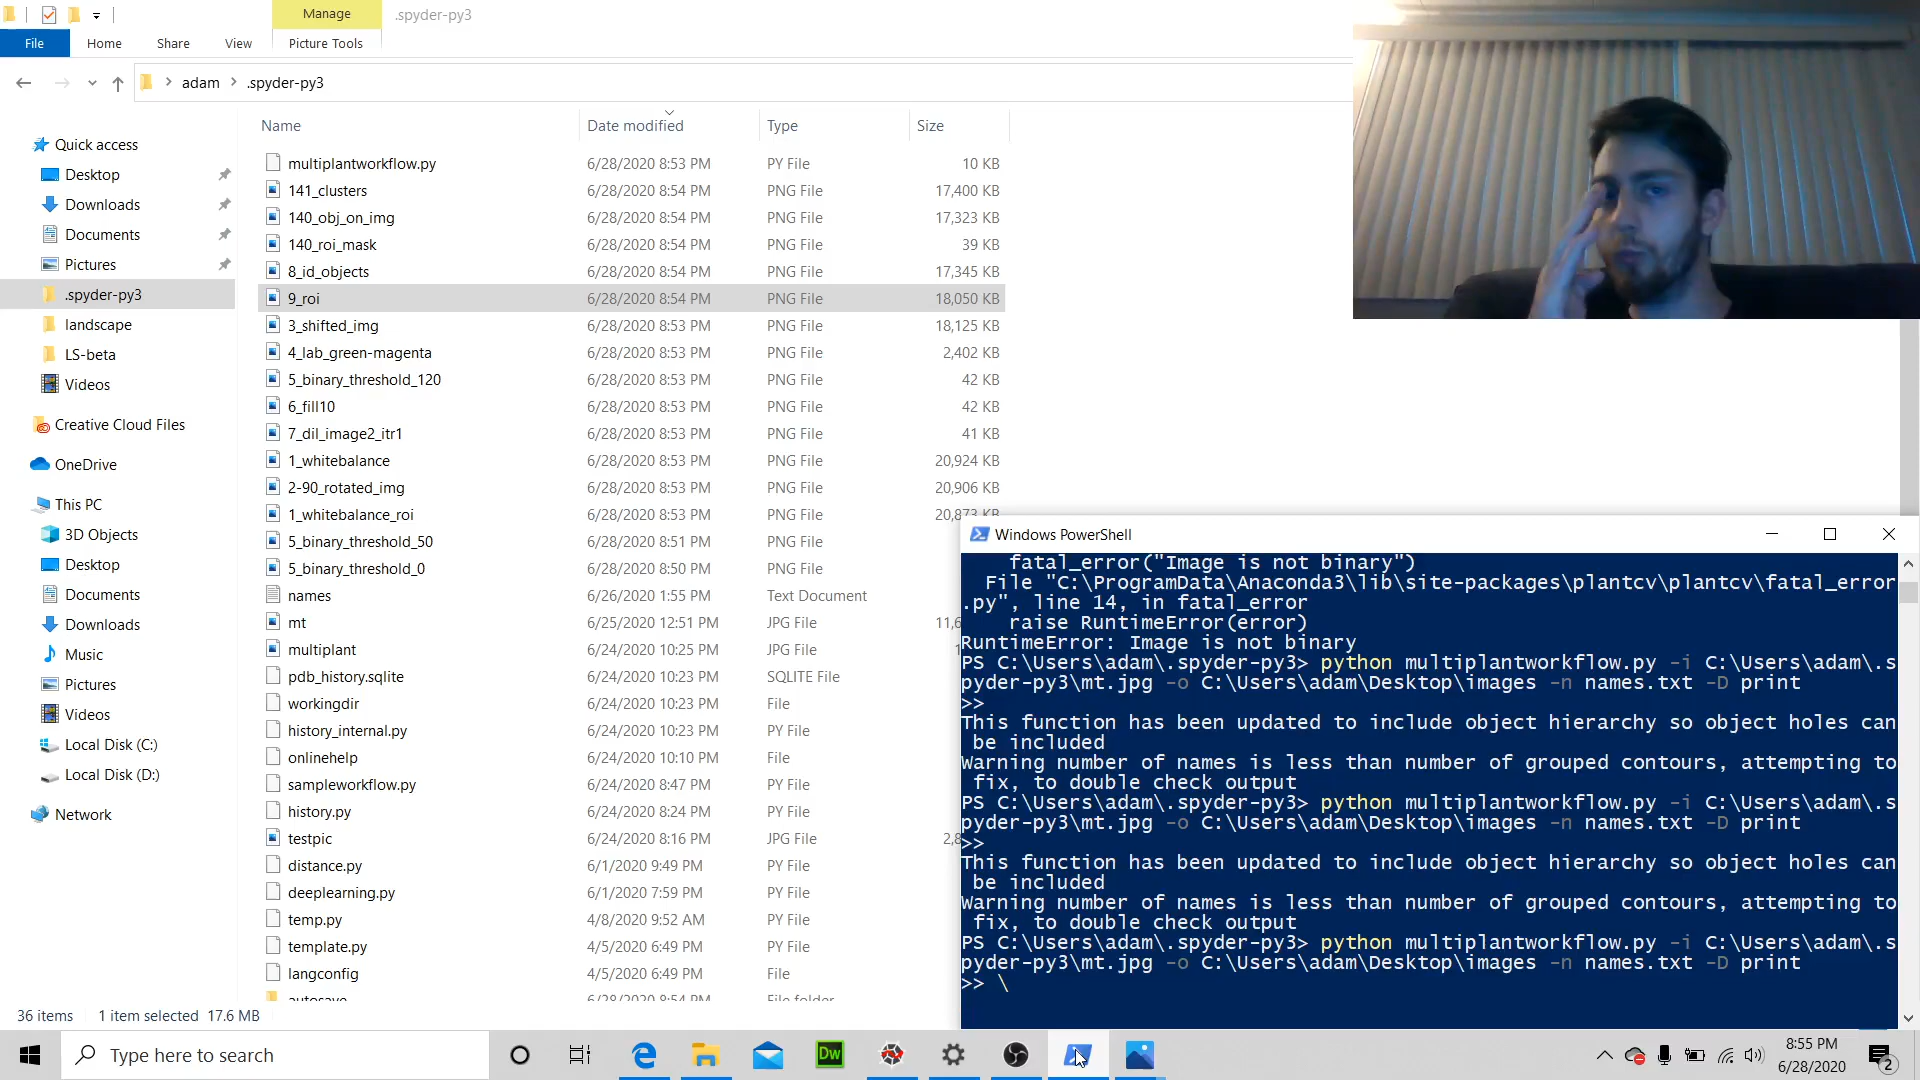 Manage
.spyder-py3
File
Home
Share
View
Picture Tools
adam
.spyder-py3
Name
Date modified
Type
Size
Quick access
Desktop
Downloads
Documents
Pictures
.spyder-py3
landscape
LS-beta
Videos
Creative Cloud Files
OneDrive
This PC
3D Objects
Desktop
Documents
Downloads
Music
Pictures
Videos
Local Disk (C:)
Local Disk (D:)
Network
multiplantworkflow.py 6/28/2020 8:53 PM PY File 10 KB
141_clusters 6/28/2020 8:54 PM PNG File 17,400 KB
140_obj_on_img 6/28/2020 8:54 PM PNG File 17,323 KB
140_roi_mask 6/28/2020 8:54 PM PNG File 39 KB
8_id_objects 6/28/2020 8:54 PM PNG File 17,345 KB
9_roi 6/28/2020 8:54 PM PNG File 18,050 KB
3_shifted_img 6/28/2020 8:53 PM PNG File 18,125 KB
4_lab_green-magenta 6/28/2020 8:53 PM PNG File 2,402 KB
5_binary_threshold_120 6/28/2020 8:53 PM PNG File 42 KB
6_fill10 6/28/2020 8:53 PM PNG File 42 KB
7_dil_image2_itr1 6/28/2020 8:53 PM PNG File 41 KB
1_whitebalance 6/28/2020 8:53 PM PNG File 20,924 KB
2-90_rotated_img 6/28/2020 8:53 PM PNG File 20,906 KB
1_whitebalance_roi 6/28/2020 8:53 PM PNG File 20,873 KB
5_binary_threshold_50 6/28/2020 8:51 PM PNG File
5_binary_threshold_0 6/28/2020 8:50 PM PNG File
names 6/26/2020 1:55 PM Text Document
mt 6/25/2020 12:51 PM JPG File 11,6
multiplant 6/24/2020 10:25 PM JPG File 1
pdb_history.sqlite 6/24/2020 10:23 PM SQLITE File
workingdir 6/24/2020 10:23 PM File
history_internal.py 6/24/2020 10:23 PM PY File
onlinehelp 6/24/2020 10:10 PM File
sampleworkflow.py 6/24/2020 8:47 PM PY File
history.py 6/24/2020 8:24 PM PY File
testpic 6/24/2020 8:16 PM JPG File 2,8
distance.py 6/1/2020 9:49 PM PY File
deeplearning.py 6/1/2020 7:59 PM PY File
temp.py 4/8/2020 9:52 AM PY File
template.py 4/5/2020 6:49 PM PY File
langconfig 4/5/2020 6:49 PM File
autosave 6/28/2020 8:54 PM File folder
36 items 1 item selected 17.6 MB
Windows PowerShell
fatal_error("Image is not binary")
File "C:\ProgramData\Anaconda3\lib\site-packages\plantcv\plantcv\fatal_error
.py", line 14, in fatal_error
raise RuntimeError(error)
RuntimeError: Image is not binary
PS C:\Users\adam\.spyder-py3> python multiplantworkflow.py -i C:\Users\adam\.s
pyder-py3\mt.jpg -o C:\Users\adam\Desktop\images -n names.txt -D print
>>
This function has been updated to include object hierarchy so object holes can
be included
Warning number of names is less than number of grouped contours, attempting to
fix, to double check output
PS C:\Users\adam\.spyder-py3> python multiplantworkflow.py -i C:\Users\adam\.s
pyder-py3\mt.jpg -o C:\Users\adam\Desktop\images -n names.txt -D print
>>
This function has been updated to include object hierarchy so object holes can
be included
Warning number of names is less than number of grouped contours, attempting to
fix, to double check output
PS C:\Users\adam\.spyder-py3> python multiplantworkflow.py -i C:\Users\adam\.s
pyder-py3\mt.jpg -o C:\Users\adam\Desktop\images -n names.txt -D print
>> \
Type here to search
Dw
8:55 PM
6/28/2020
2